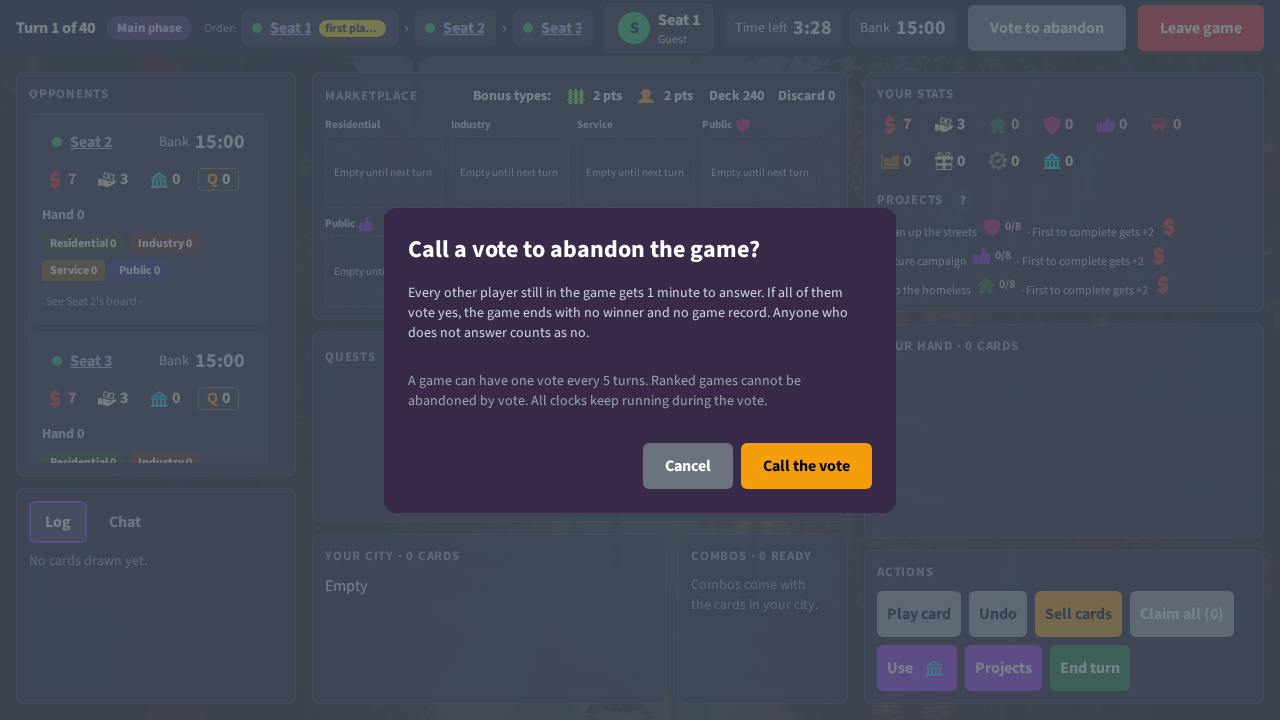 Turn 1 of 40
Main phase
Order:
Seat 1
first pla...
›
Seat 2
›
Seat 3
S
Seat 1
Guest
Time left 3:28
Bank 15:00
Vote to abandon
Leave game
OPPONENTS
Seat 2
Bank 15:00
7
3
0
Q 0
Hand 0
Residential 0
Industry 0
Service 0
Public 0
See Seat 2's board ›
Seat 3
Bank 15:00
7
3
0
Q 0
Hand 0
Residential 0
Industry 0
Log
Chat
No cards drawn yet.
MARKETPLACE
Bonus types:
2 pts
2 pts
Deck 240
Discard 0
Residential
Industry
Service
Public
Empty until next turn
Empty until next turn
Empty until next turn
Empty until next turn
Public
Empty unti
QUESTS
Call a vote to abandon the game?
Every other player still in the game gets 1 minute to answer. If all of them
vote yes, the game ends with no winner and no game record. Anyone who
does not answer counts as no.
A game can have one vote every 5 turns. Ranked games cannot be
abandoned by vote. All clocks keep running during the vote.
Cancel
Call the vote
YOUR CITY · 0 CARDS
Empty
COMBOS · 0 READY
Combos come with
the cards in your city.
YOUR STATS
7
3
0
0
0
0
0
0
0
0
PROJECTS
?
an up the streets
0/8
· First to complete gets +2
ture campaign
0/8
· First to complete gets +2
p the homeless
0/8
· First to complete gets +2
UR HAND · 0 CARDS
ACTIONS
Play card
Undo
Sell cards
Claim all (0)
Use
Projects
End turn